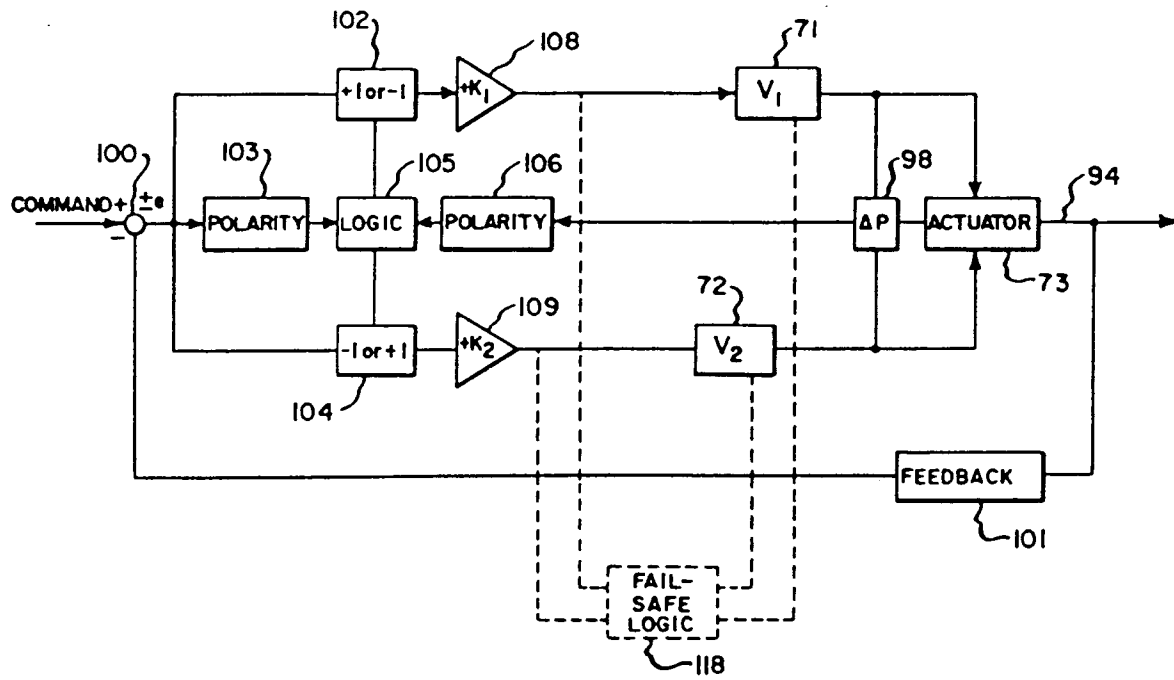 102
108
71
+1 or -1
+K1
V1
100
103
105
106
98
94
COMMAND + ±e
POLARITY
LOGIC
POLARITY
ΔP
ACTUATOR
−
73
109
72
-1 or +1
+K2
V2
104
FEEDBACK
101
FAIL-
SAFE
LOGIC
118